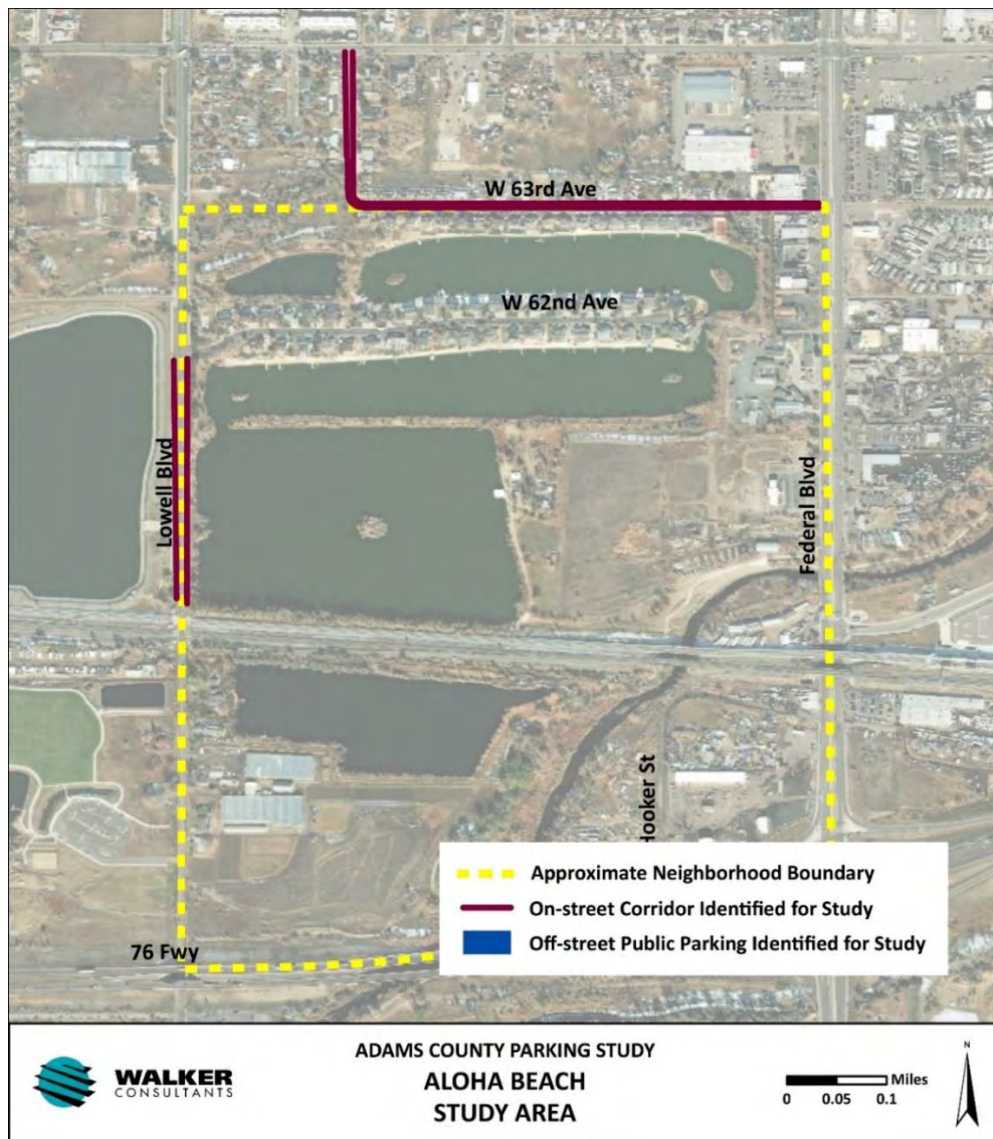 W 63rd Ave
W 62nd Ave
Lowell Blvd
Federal Blvd
Hooker St
76 Fwy
Approximate Neighborhood Boundary
On-street Corridor Identified for Study
Off-street Public Parking Identified for Study
WALKER
CONSULTANTS
ADAMS COUNTY PARKING STUDY
ALOHA BEACH
STUDY AREA
Miles
0 0.05 0.1
N